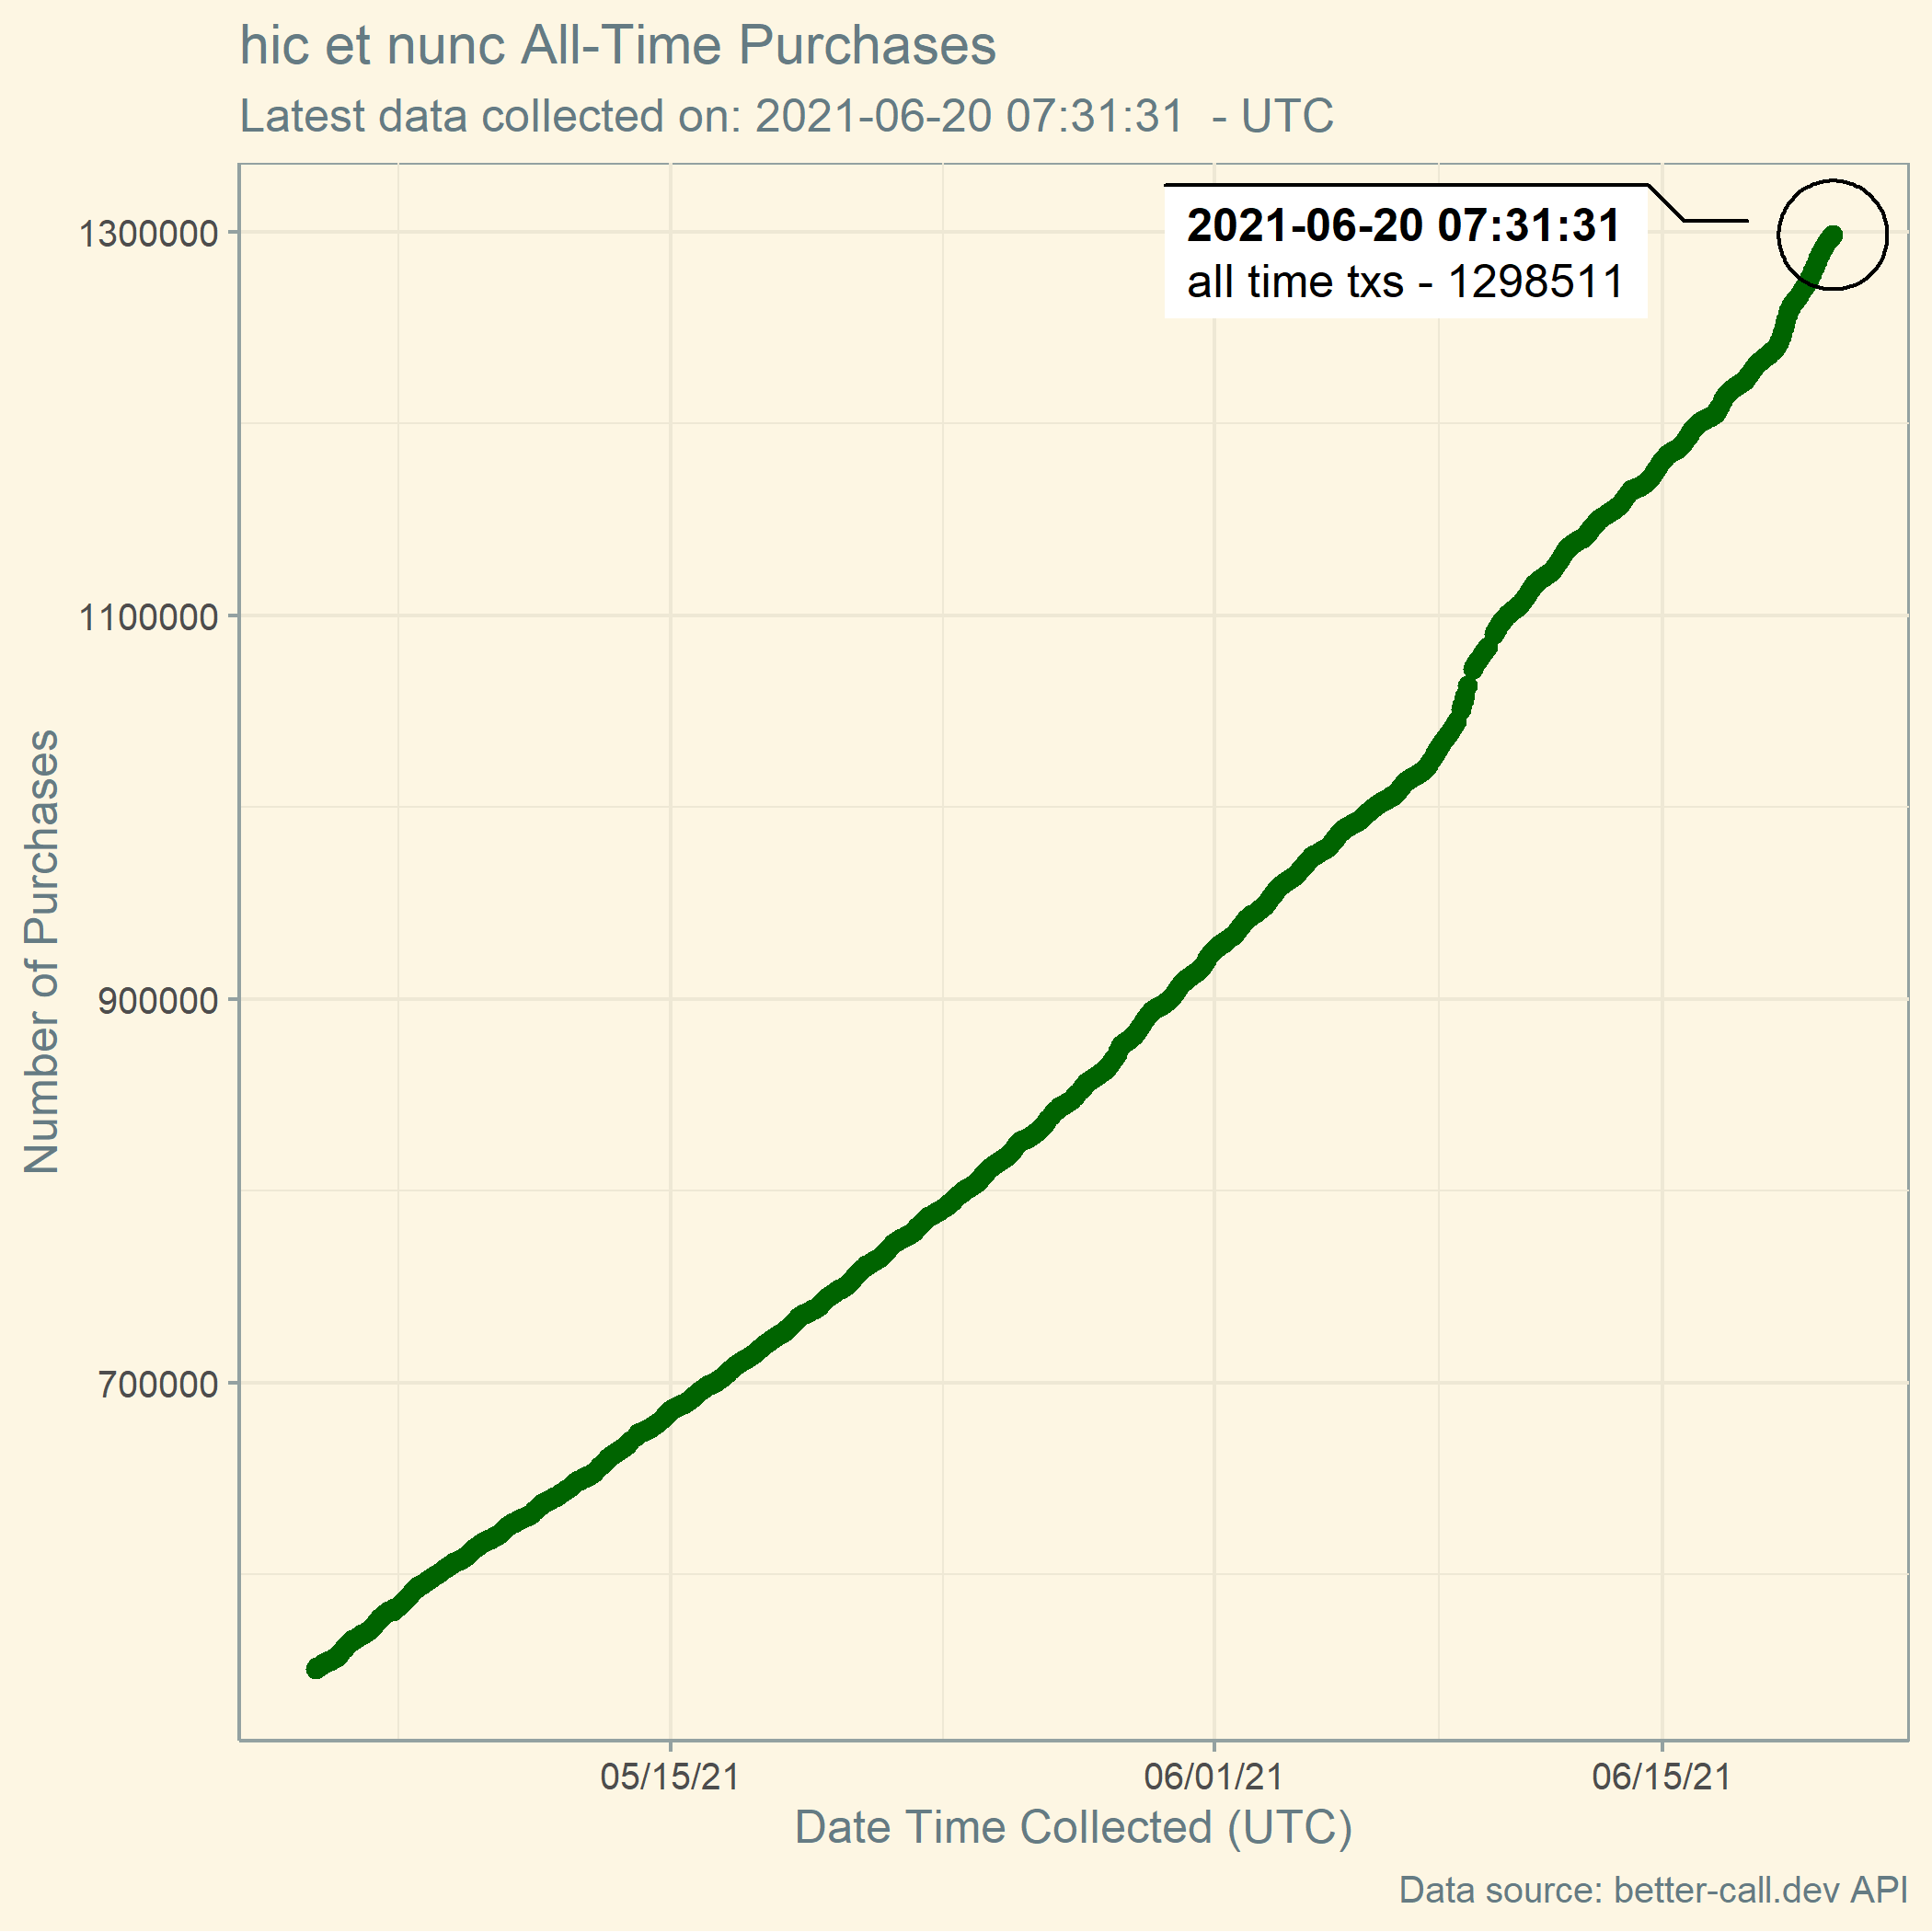 hic et nunc All-Time Purchases
Latest data collected on: 2021-06-20 07:31:31  - UTC
2021-06-20 07:31:31
all time txs - 1298511
1300000
1100000
900000
700000
Number of Purchases
05/15/21
06/01/21
06/15/21
Date Time Collected (UTC)
Data source: better-call.dev API